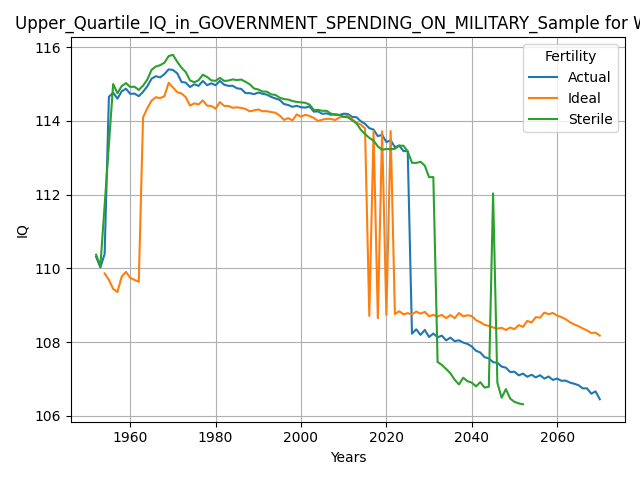 Upper_Quartile_IQ_in_GOVERNMENT_SPENDING_ON_MILITARY_Sample for W
116
114
112
110
108
106
IQ
Fertility
Actual
Ideal
Sterile
1960
1980
2000
2020
2040
2060
Years